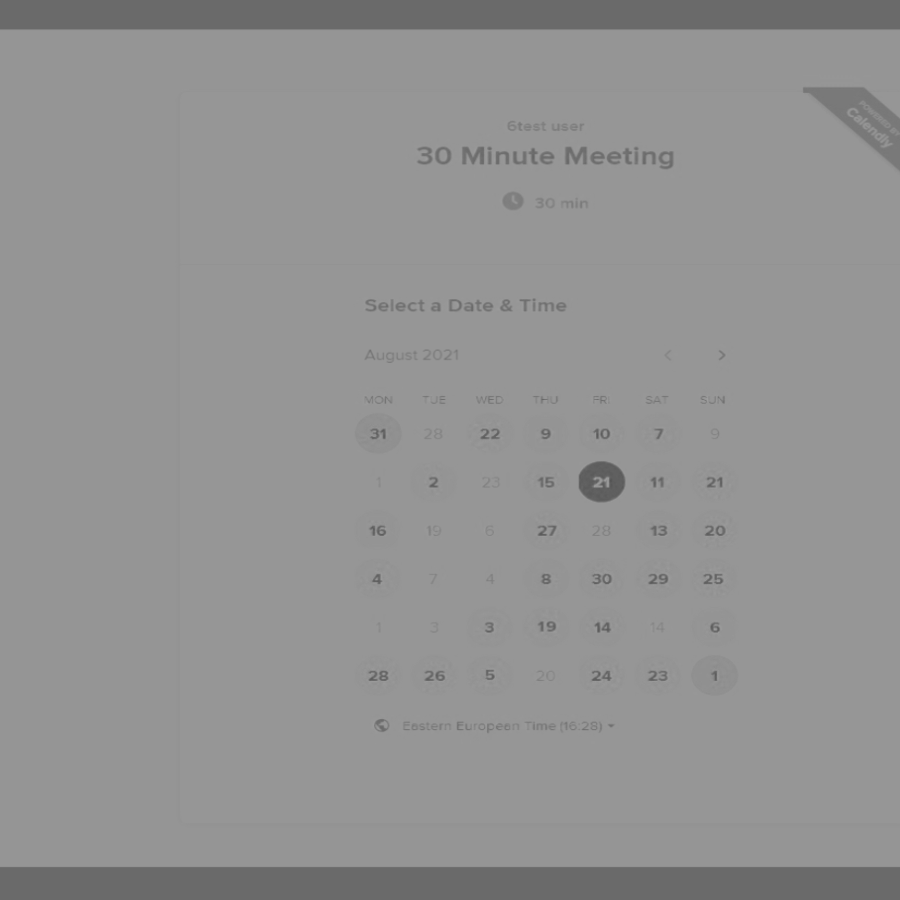 POWERED BY
Calendly
6test user
30 Minute Meeting
30 min
Select a Date & Time
August 2021
MON TUE WED THU FRI SAT SUN
31 28 22 9 10 7 9
1 2 23 15 21 11 21
16 19 6 27 28 13 20
4 7 4 8 30 29 25
1 3 3 19 14 14 6
28 26 5 20 24 23 1
Eastern European Time (16:28)